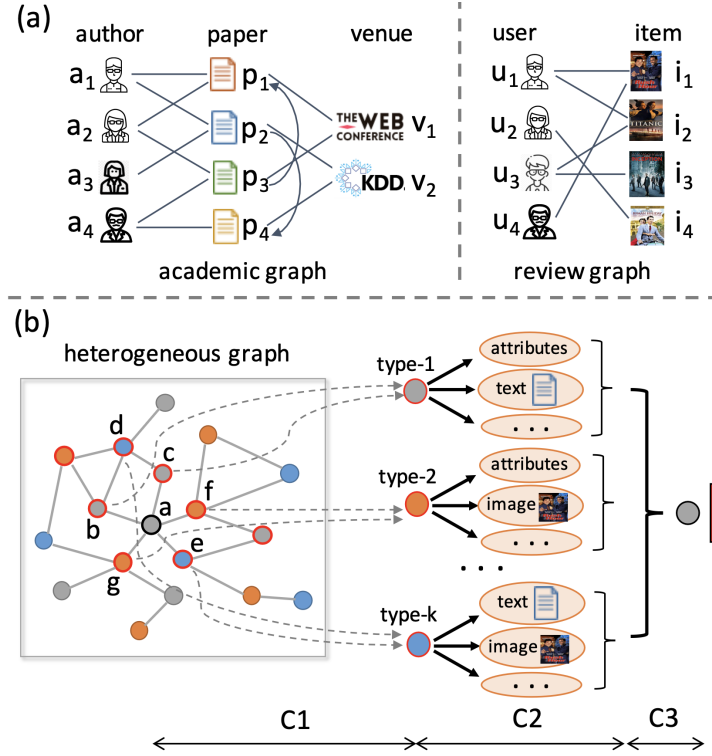 (a)
author paper venue
user item
a1 p1
a2 p2 THE WEB CONFERENCE v1
a3 p3 KDD. v2
a4 p4
u1 i1
u2 TITANIC i2
u3 i3
u4 i4
academic graph
review graph
(b)
heterogeneous graph
d
c
a
f
b
e
g
type-1
attributes
text
. . .
type-2
attributes
image
. . .
. . .
type-k
text
image
. . .
C1 C2 C3